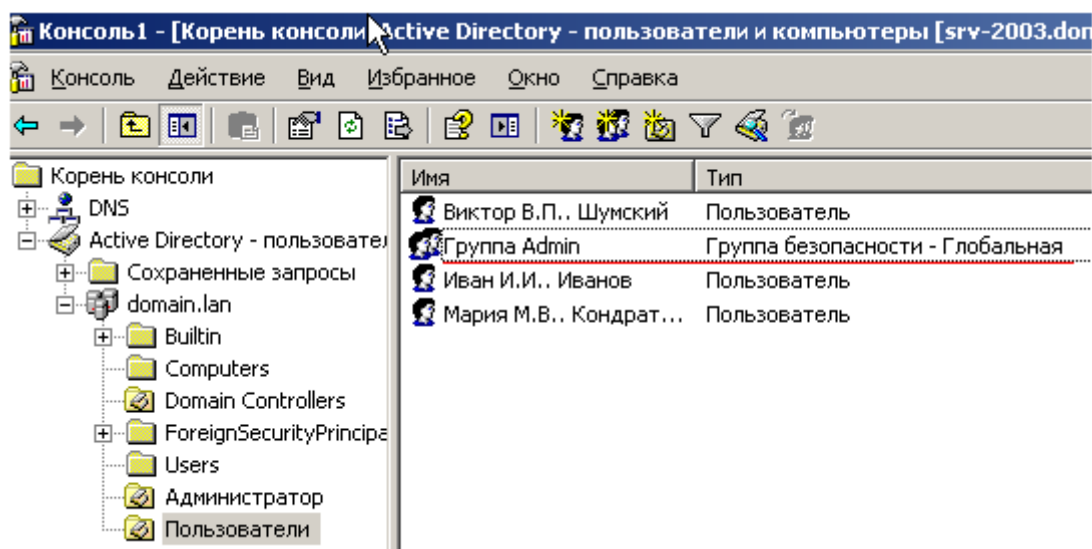 Консоль1 - [Корень консоли\Active Directory - пользователи и компьютеры [srv-2003.don
Консоль Действие Вид Избранное Окно Справка
Корень консоли
DNS
Active Directory - пользовател
Сохраненные запросы
domain.lan
Builtin
Computers
Domain Controllers
ForeignSecurityPrincipa
Users
Администратор
Пользователи
Имя Тип
Виктор В.П.. Шумский Пользователь
Группа Admin Группа безопасности - Глобальная
Иван И.И.. Иванов Пользователь
Мария М.В.. Кондрат... Пользователь